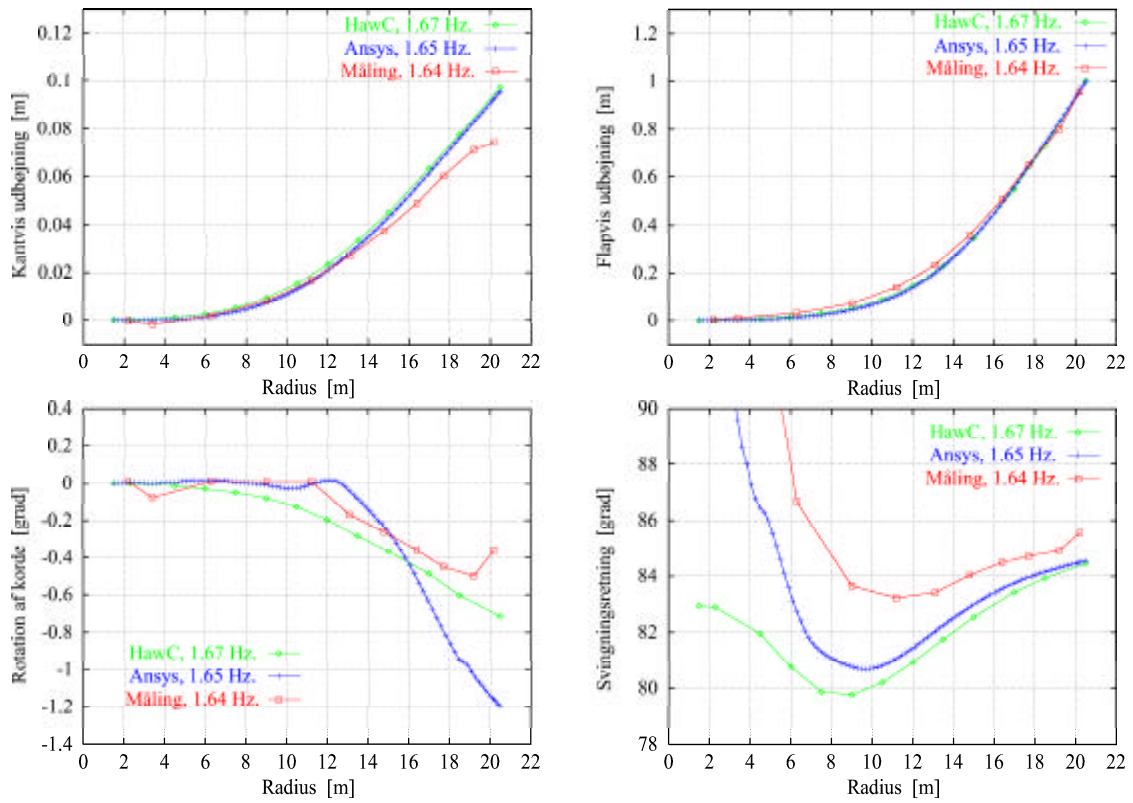 HawC, 1.67 Hz.
Ansys, 1.65 Hz.
Måling, 1.64 Hz.
Kantvis udbøjning [m]
0.12
0.1
0.08
0.06
0.04
0.02
0
0 2 4 6 8 10 12 14 16 18 20 22
Radius [m]
HawC, 1.67 Hz.
Ansys, 1.65 Hz.
Måling, 1.64 Hz.
Flapvis udbøjning [m]
1.2
1
0.8
0.6
0.4
0.2
0
0 2 4 6 8 10 12 14 16 18 20 22
Radius [m]
HawC, 1.67 Hz.
Ansys, 1.65 Hz.
Måling, 1.64 Hz.
Rotation af korde [grad]
0.4
0.2
0
-0.2
-0.4
-0.6
-0.8
-1
-1.2
-1.4
0 2 4 6 8 10 12 14 16 18 20 22
Radius [m]
HawC, 1.67 Hz.
Ansys, 1.65 Hz.
Måling, 1.64 Hz.
Svingningsretning [grad]
90
88
86
84
82
80
78
0 2 4 6 8 10 12 14 16 18 20 22
Radius [m]